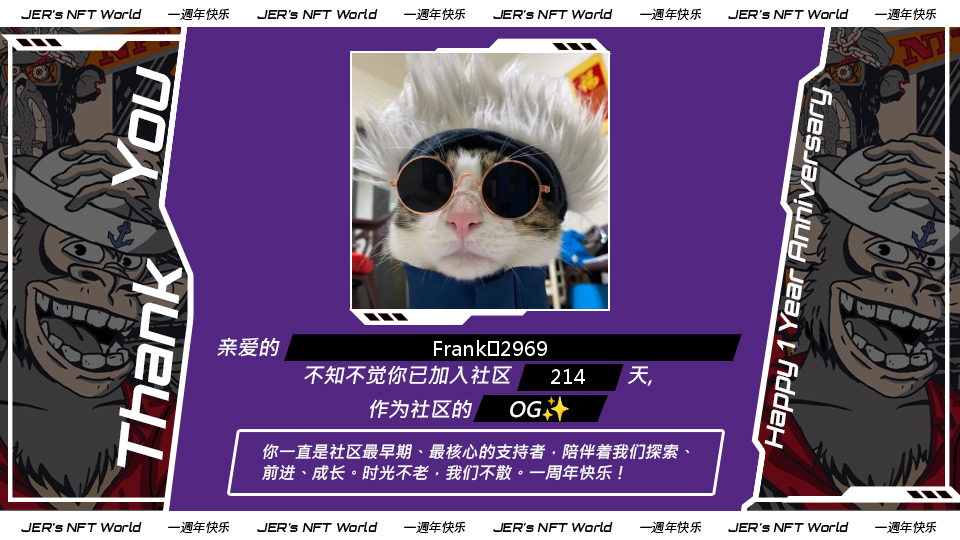 JER's NFT World 一週年快乐 JER's NFT World 一週年快乐 JER's NFT World 一週年快乐 JER's NFT World 一週年快乐
Thank You
福
Happy 1 Year Anniversary
亲爱的 Frank□2969
不知不觉你已加入社区 214 天,
作为社区的 OG✨
你一直是社区最早期、最核心的支持者，陪伴着我们探索、
前进、成长。时光不老，我们不散。一周年快乐！
JER's NFT World 一週年快乐 JER's NFT World 一週年快乐 JER's NFT World 一週年快乐 JER's NFT World 一週年快乐